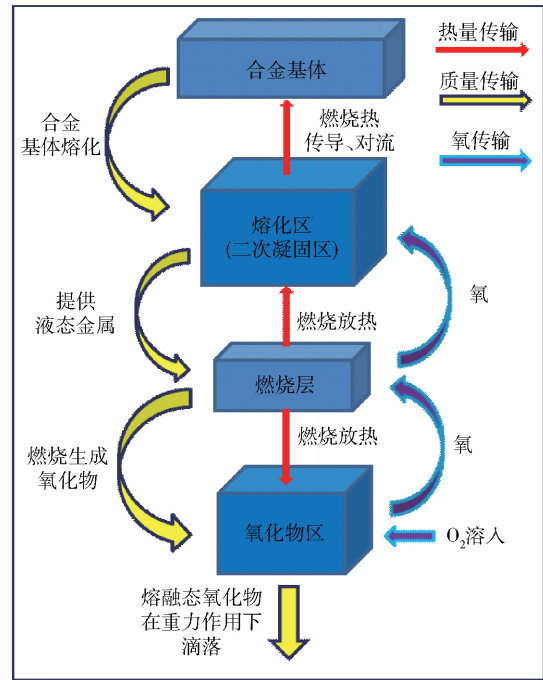 合金基体
热量传输
质量传输
氧传输
合金
基体熔化
燃烧热
传导、对流
熔化区
(二次凝固区)
提供
液态金属
燃烧放热
氧
燃烧层
燃烧放热
燃烧生成
氧化物
氧
氧化物区
O₂溶入
熔融态氧化物
在重力作用下
滴落